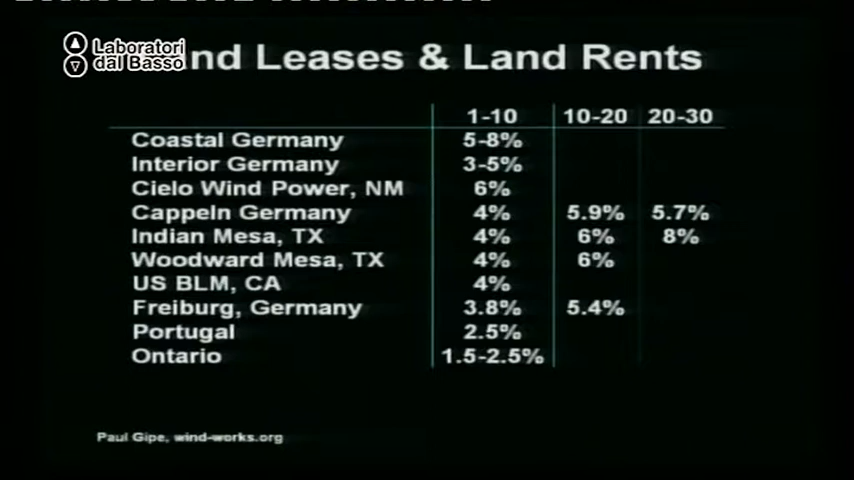 Laboratori
dal Basso
nd Leases & Land Rents
1-10 10-20 20-30
Coastal Germany 5-8%
Interior Germany 3-5%
Cielo Wind Power, NM 6%
Cappeln Germany 4% 5.9% 5.7%
Indian Mesa, TX 4% 6% 8%
Woodward Mesa, TX 4% 6%
US BLM, CA 4%
Freiburg, Germany 3.8% 5.4%
Portugal 2.5%
Ontario 1.5-2.5%
Paul Gipe, wind-works.org